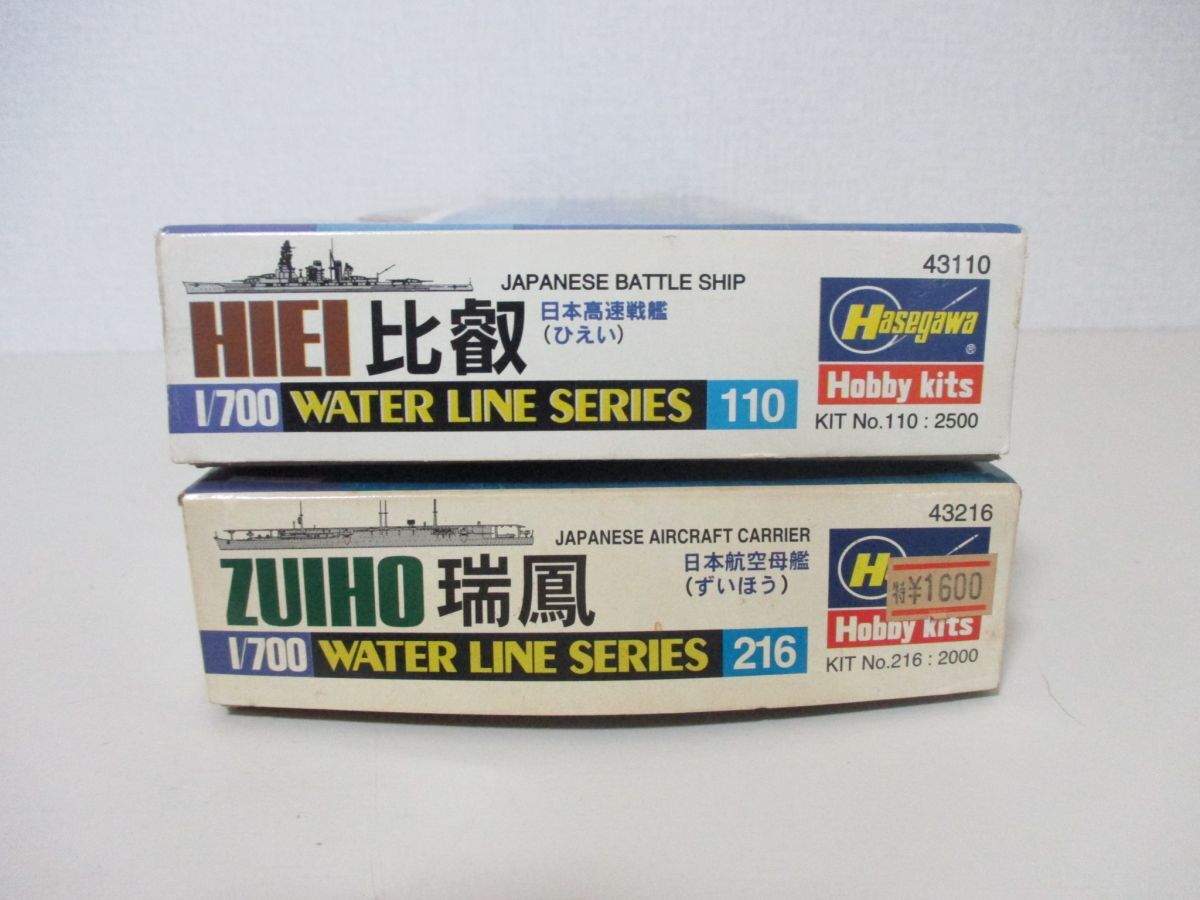 43110
JAPANESE BATTLE SHIP
HIEI 比叡 日本高速戦艦
(ひえい)
Hasegawa®
Hobby kits
1/700 WATER LINE SERIES 110
KIT No.110 : 2500
43216
JAPANESE AIRCRAFT CARRIER
ZUIHO 瑞鳳 日本航空母艦
(ずいほう)
H
特¥1600
Hobby kits
1/700 WATER LINE SERIES 216
KIT No.216 : 2000